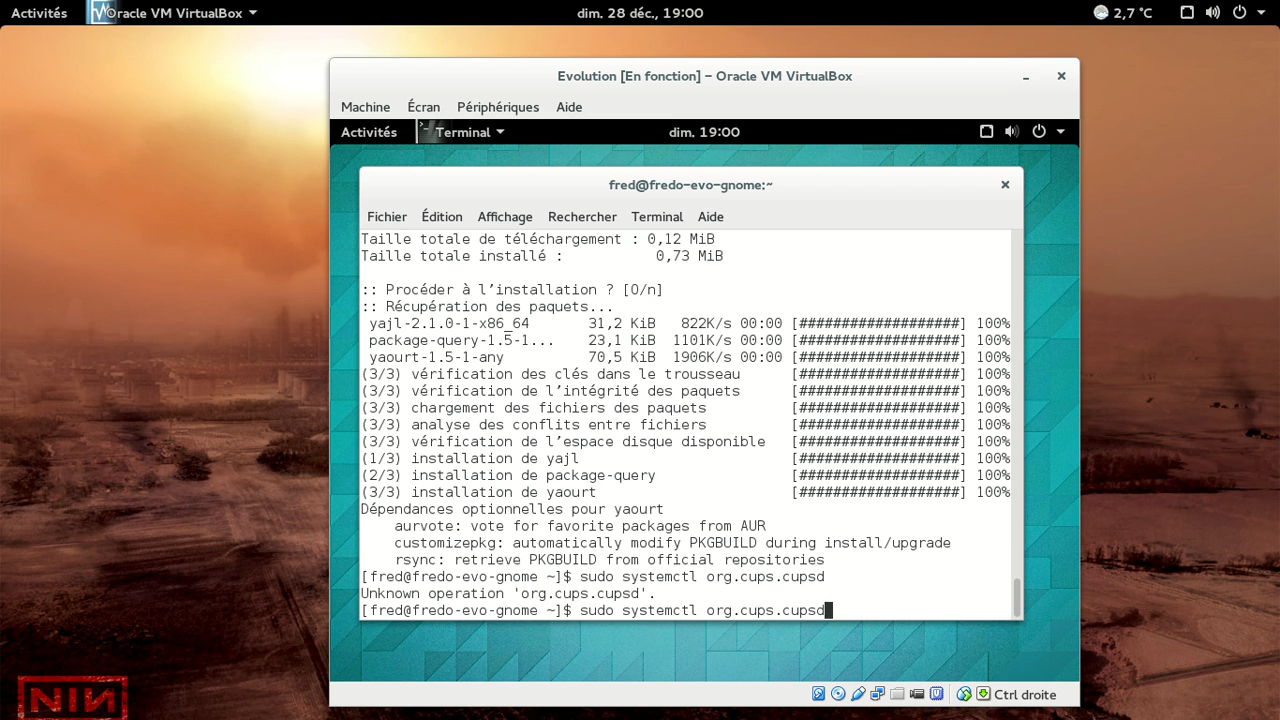 Activités Oracle VM VirtualBox dim. 28 déc., 19:00 2,7 °C
Evolution [En fonction] – Oracle VM VirtualBox
Machine Écran Périphériques Aide
Activités Terminal dim. 19:00
fred@fredo-evo-gnome:~
Fichier Édition Affichage Rechercher Terminal Aide
Taille totale de téléchargement : 0,12 MiB
Taille totale installé : 0,73 MiB
:: Procéder à l’installation ? [O/n]
:: Récupération des paquets...
yajl-2.1.0-1-x86_64 31,2 KiB 822K/s 00:00 [###################] 100%
package-query-1.5-1... 23,1 KiB 1101K/s 00:00 [###################] 100%
yaourt-1.5-1-any 70,5 KiB 1906K/s 00:00 [###################] 100%
(3/3) vérification des clés dans le trousseau [###################] 100%
(3/3) vérification de l’intégrité des paquets [###################] 100%
(3/3) chargement des fichiers des paquets [###################] 100%
(3/3) analyse des conflits entre fichiers [###################] 100%
(3/3) vérification de l’espace disque disponible [###################] 100%
(1/3) installation de yajl [###################] 100%
(2/3) installation de package-query [###################] 100%
(3/3) installation de yaourt [###################] 100%
Dépendances optionnelles pour yaourt
aurvote: vote for favorite packages from AUR
customizepkg: automatically modify PKGBUILD during install/upgrade
rsync: retrieve PKGBUILD from official repositories
[fred@fredo-evo-gnome ~]$ sudo systemctl org.cups.cupsd
Unknown operation 'org.cups.cupsd'.
[fred@fredo-evo-gnome ~]$ sudo systemctl org.cups.cupsd
Ctrl droite
NIN